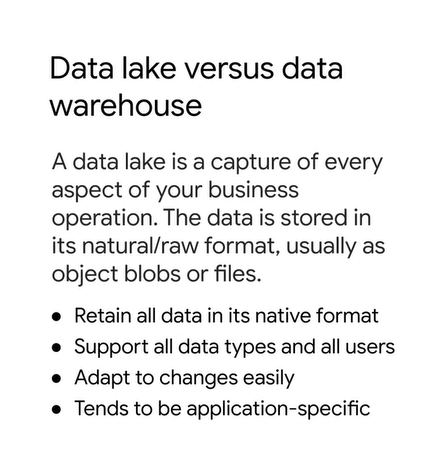 Data lake versus data
warehouse
A data lake is a capture of every
aspect of your business
operation. The data is stored in
its natural/raw format, usually as
object blobs or files.
● Retain all data in its native format
● Support all data types and all users
● Adapt to changes easily
● Tends to be application-specific